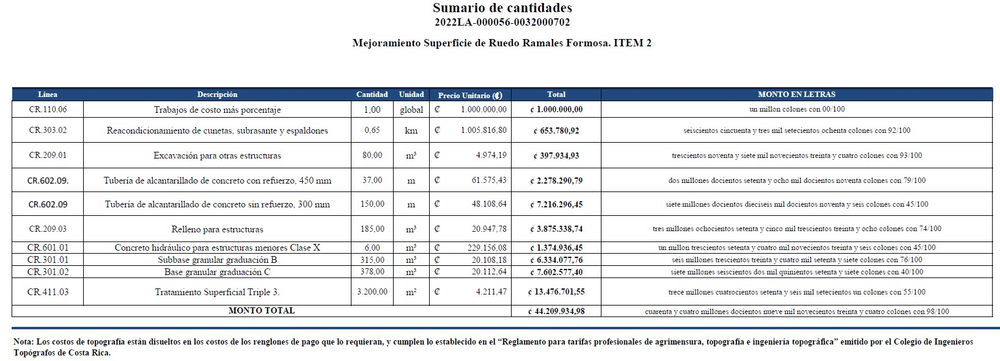 Sumario de cantidades
2022LA-000056-0032000702
Mejoramiento Superficie de Ruedo Ramales Formosa. ITEM 2
Linea Descripción Cantidad Unidad Precio Unitario (₡) Total MONTO EN LETRAS
CR.110.06 Trabajos de costo más porcentaje 1,00 global ₡ 1.000.000,00 ¢ 1.000.000,00 un millon colones con 00/100
CR.303.02 Reacondicionamiento de cunetas, subrasante y espaldones 0,65 km ₡ 1.005.816,80 ¢ 653.780,92 seiscientos cincuenta y tres mil setecientos ochenta colones con 92/100
CR.209.01 Excavación para otras estructuras 80,00 m³ ₡ 4.974,19 ¢ 397.934,93 trescientos noventa y siete mil novecientos treinta y cuatro colones con 93/100
CR.602.09. Tubería de alcantarillado de concreto con refuerzo, 450 mm 37,00 m ₡ 61.575,43 ¢ 2.278.290,79 dos millones docientos setenta y ocho mil docientos noventa colones con 79/100
CR.602.09 Tubería de alcantarillado de concreto sin refuerzo, 300 mm 150,00 m ₡ 48.108,64 ¢ 7.216.296,45 siete millones docientos dieciseis mil docientos noventa y seis colones con 45/100
CR.209.03 Relleno para estructuras 185,00 m³ ₡ 20.947,78 ¢ 3.875.338,74 tres millones ochocientos setenta y cinco mil trescientos treinta y ocho colones con 74/100
CR.601.01 Concreto hidráulico para estructuras menores Clase X 6,00 m³ ₡ 229.156,08 ¢ 1.374.936,45 un millon trescientos setenta y cuatro mil novecientos treinta y seis colones con 45/100
CR.301.01 Subbase granular graduación B 315,00 m³ ₡ 20.108,18 ¢ 6.334.077,76 seis millones trescientos treinta y cuatro mil setenta y siete colones con 76/100
CR.301.02 Base granular graduación C 378,00 m³ ₡ 20.112,64 ¢ 7.602.577,40 siete millones seiscientos dos mil quinientos setenta y siete colones con 40/100
CR.411.03 Tratamiento Superficial Triple 3. 3.200,00 m² ₡ 4.211,47 ¢ 13.476.701,55 trece millones cuatrocientos setenta y seis mil setecientos un colones con 55/100
MONTO TOTAL ¢ 44.209.934,98 cuarenta y cuatro millones docientos nueve mil novecientos treinta y cuatro colones con 98/100
Nota: Los costos de topografía están disueltos en los costos de los renglones de pago que lo requieran, y cumplen lo establecido en el “Reglamento para tarifas profesionales de agrimensura, topografía e ingeniería topográfica” emitido por el Colegio de Ingenieros
Topógrafos de Costa Rica.